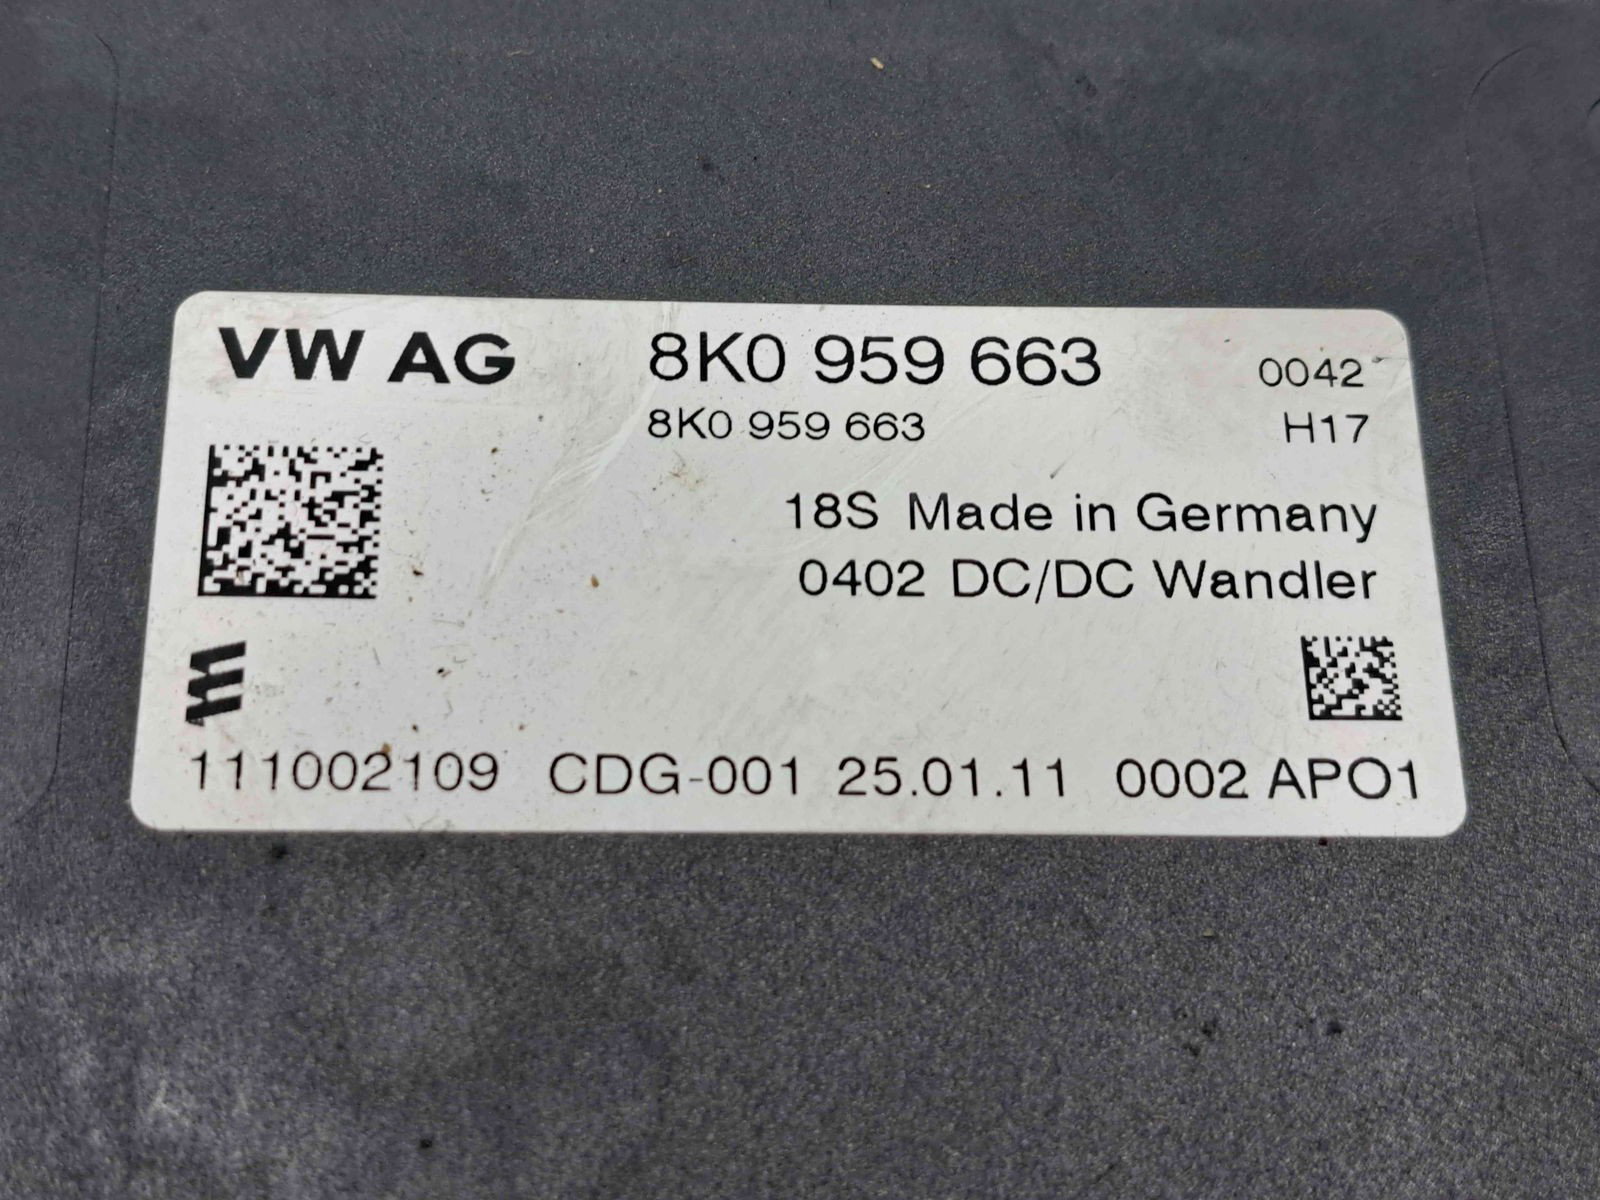 VW AG 8K0 959 663 0042
8K0 959 663 H17
18S Made in Germany
0402 DC/DC Wandler
111002109 CDG-001 25.01.11 0002 APO1